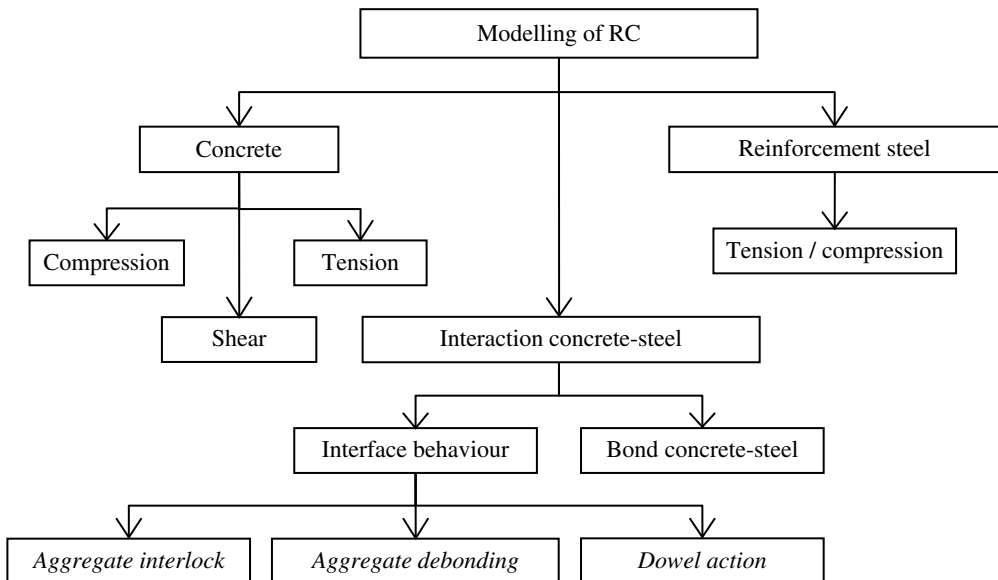 Modelling of RC
Concrete
Reinforcement steel
Compression
Tension
Tension / compression
Shear
Interaction concrete-steel
Interface behaviour
Bond concrete-steel
Aggregate interlock
Aggregate debonding
Dowel action